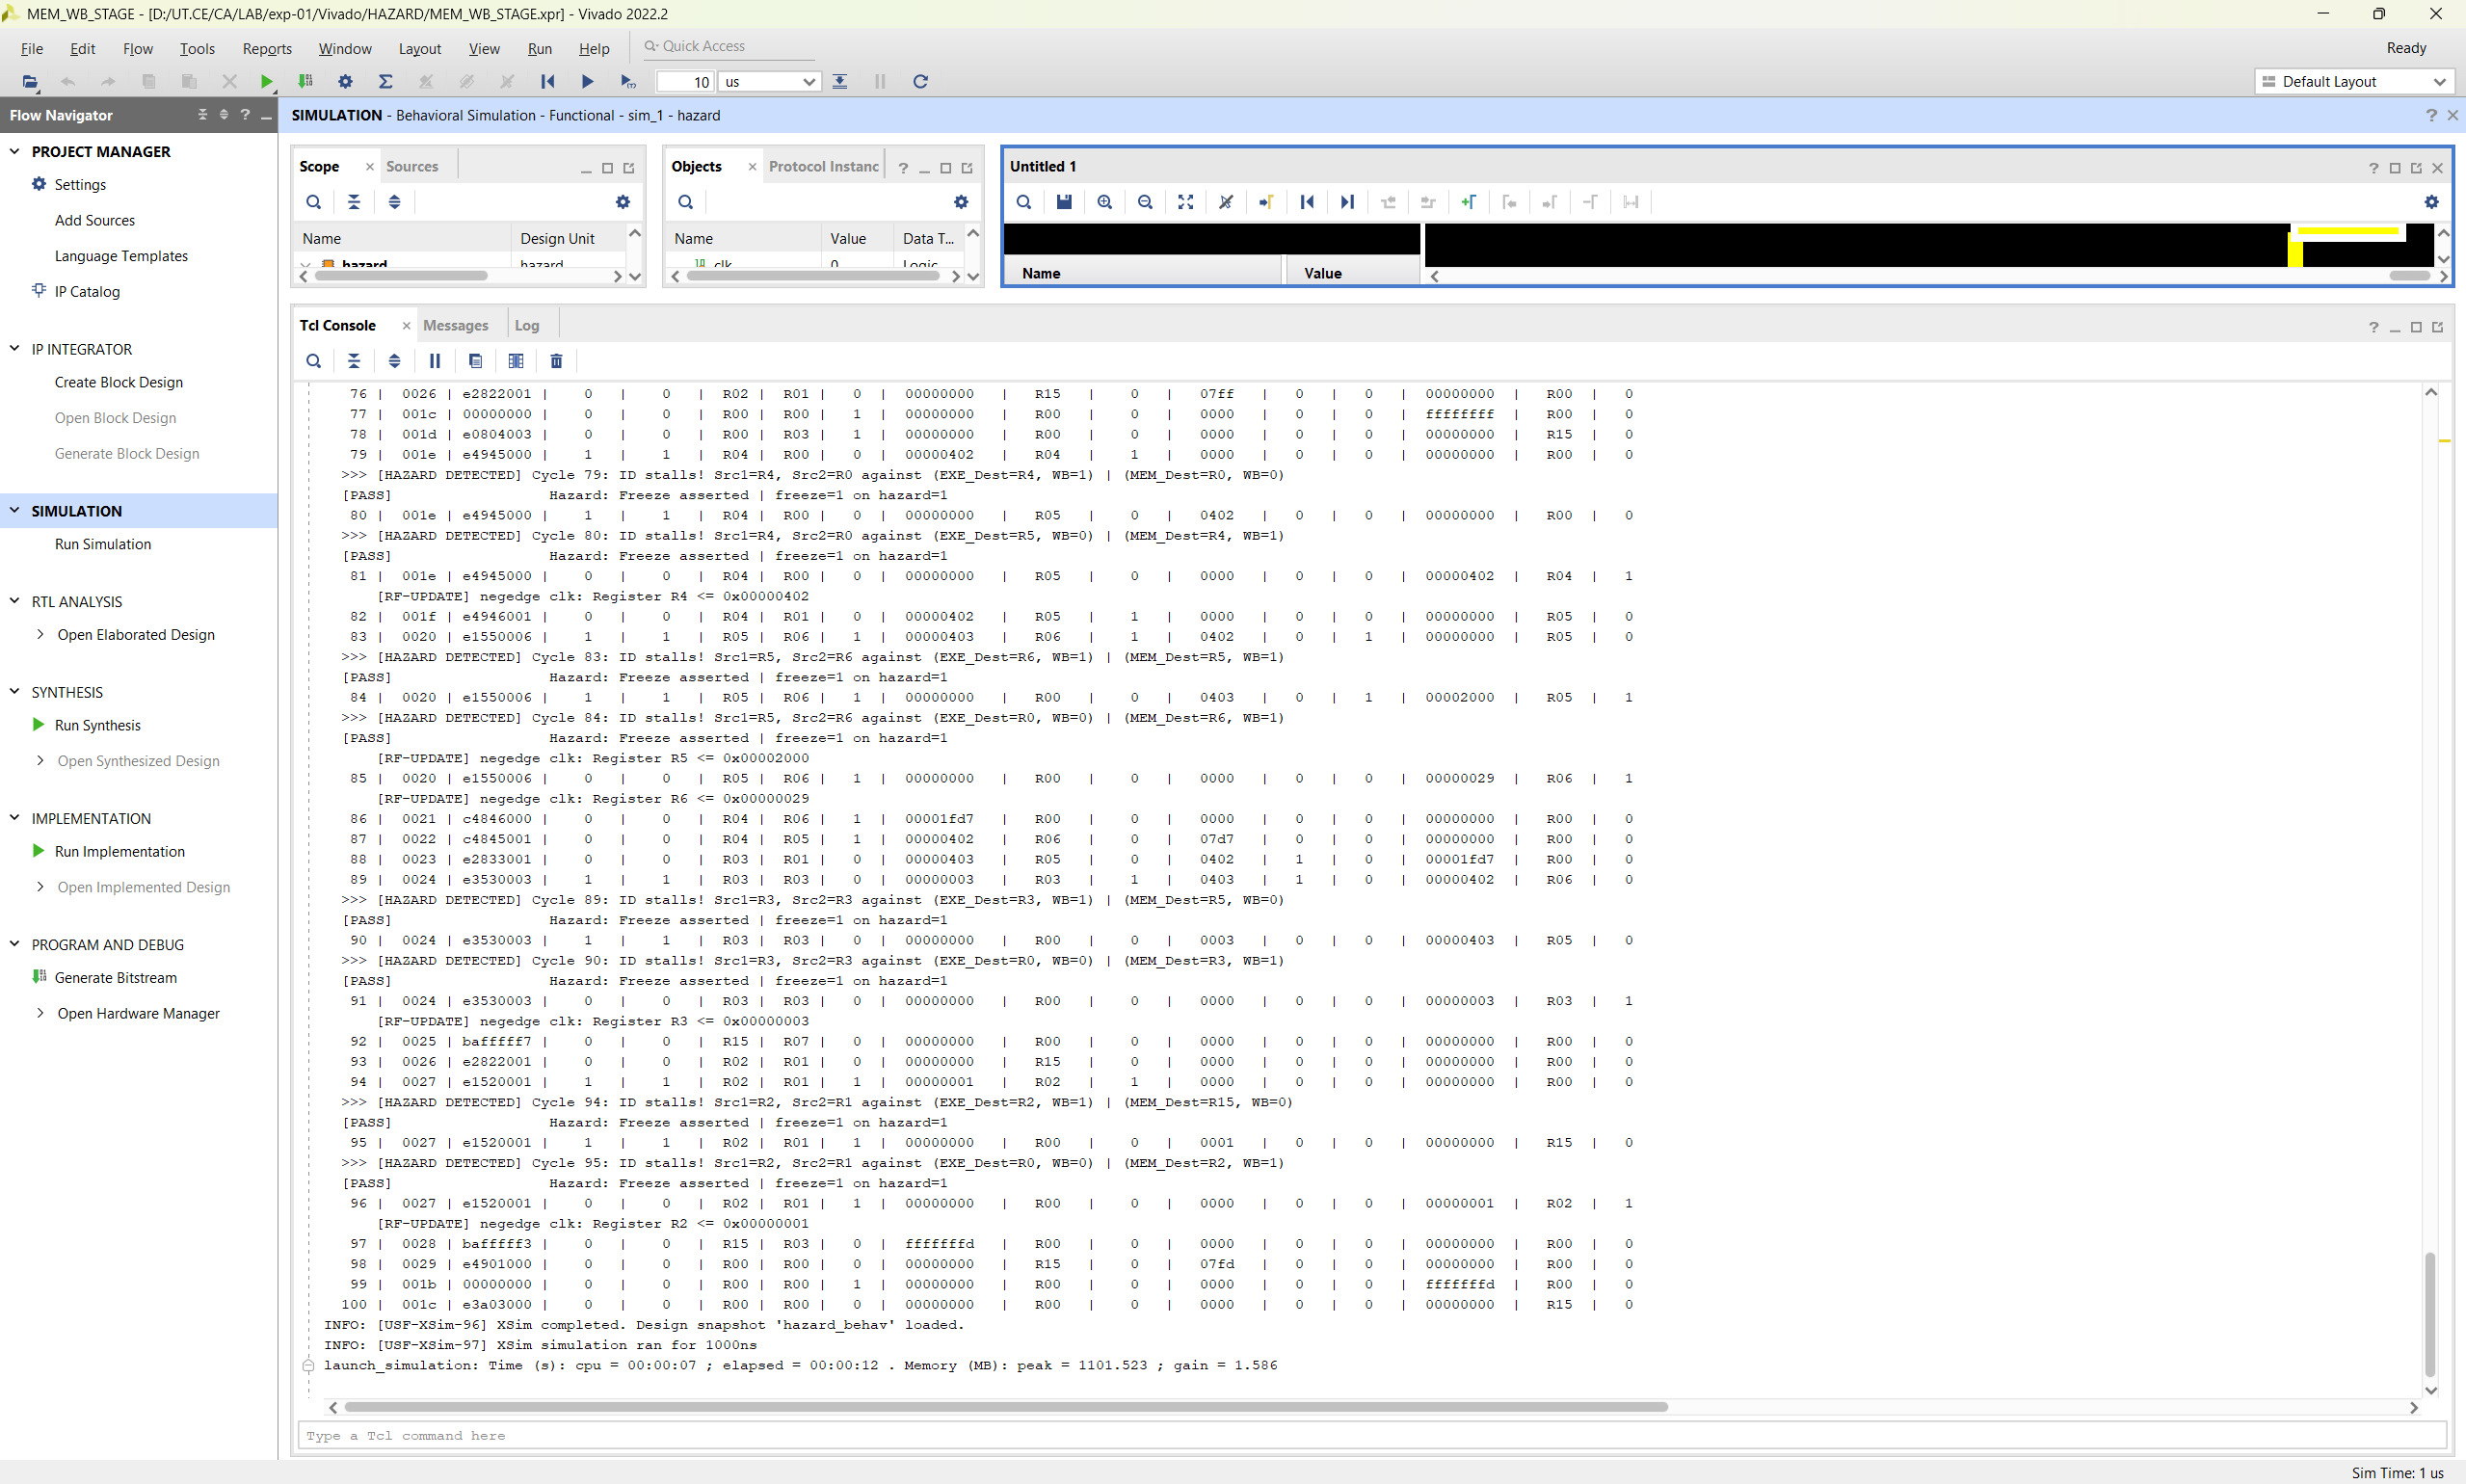 MEM_WB_STAGE - [D:/UT.CE/CA/LAB/exp-01/Vivado/HAZARD/MEM_WB_STAGE.xpr] - Vivado 2022.2
File Edit Flow Tools Reports Window Layout View Run Help Quick Access
Ready
10 us
Default Layout
Flow Navigator
SIMULATION - Behavioral Simulation - Functional - sim_1 - hazard
PROJECT MANAGER
Settings
Add Sources
Language Templates
IP Catalog
IP INTEGRATOR
Create Block Design
Open Block Design
Generate Block Design
SIMULATION
Run Simulation
RTL ANALYSIS
Open Elaborated Design
SYNTHESIS
Run Synthesis
Open Synthesized Design
IMPLEMENTATION
Run Implementation
Open Implemented Design
PROGRAM AND DEBUG
Generate Bitstream
Open Hardware Manager
Scope Sources
Name Design Unit
hazard hazard
Objects Protocol Instanc
Name Value Data T...
clk 0 Logic
Untitled 1
Name Value
Tcl Console Messages Log
76 | 0026 | e2822001 | 0 | 0 | R02 | R01 | 0 | 00000000 | R15 | 0 | 07ff | 0 | 0 | 00000000 | R00 | 0
77 | 001c | 00000000 | 0 | 0 | R00 | R00 | 1 | 00000000 | R00 | 0 | 0000 | 0 | 0 | ffffffff | R00 | 0
78 | 001d | e0804003 | 0 | 0 | R00 | R03 | 1 | 00000000 | R00 | 0 | 0000 | 0 | 0 | 00000000 | R15 | 0
79 | 001e | e4945000 | 1 | 1 | R04 | R00 | 0 | 00000402 | R04 | 1 | 0000 | 0 | 0 | 00000000 | R00 | 0
>>> [HAZARD DETECTED] Cycle 79: ID stalls! Src1=R4, Src2=R0 against (EXE_Dest=R4, WB=1) | (MEM_Dest=R0, WB=0)
[PASS] Hazard: Freeze asserted | freeze=1 on hazard=1
80 | 001e | e4945000 | 1 | 1 | R04 | R00 | 0 | 00000000 | R05 | 0 | 0402 | 0 | 0 | 00000000 | R00 | 0
>>> [HAZARD DETECTED] Cycle 80: ID stalls! Src1=R4, Src2=R0 against (EXE_Dest=R5, WB=0) | (MEM_Dest=R4, WB=1)
[PASS] Hazard: Freeze asserted | freeze=1 on hazard=1
81 | 001e | e4945000 | 0 | 0 | R04 | R00 | 0 | 00000000 | R05 | 0 | 0000 | 0 | 0 | 00000402 | R04 | 1
[RF-UPDATE] negedge clk: Register R4 <= 0x00000402
82 | 001f | e4946001 | 0 | 0 | R04 | R01 | 0 | 00000402 | R05 | 1 | 0000 | 0 | 0 | 00000000 | R05 | 0
83 | 0020 | e1550006 | 1 | 1 | R05 | R06 | 1 | 00000403 | R06 | 1 | 0402 | 0 | 1 | 00000000 | R05 | 0
>>> [HAZARD DETECTED] Cycle 83: ID stalls! Src1=R5, Src2=R6 against (EXE_Dest=R6, WB=1) | (MEM_Dest=R5, WB=1)
[PASS] Hazard: Freeze asserted | freeze=1 on hazard=1
84 | 0020 | e1550006 | 1 | 1 | R05 | R06 | 1 | 00000000 | R00 | 0 | 0403 | 0 | 1 | 00002000 | R05 | 1
>>> [HAZARD DETECTED] Cycle 84: ID stalls! Src1=R5, Src2=R6 against (EXE_Dest=R0, WB=0) | (MEM_Dest=R6, WB=1)
[PASS] Hazard: Freeze asserted | freeze=1 on hazard=1
[RF-UPDATE] negedge clk: Register R5 <= 0x00002000
85 | 0020 | e1550006 | 0 | 0 | R05 | R06 | 1 | 00000000 | R00 | 0 | 0000 | 0 | 0 | 00000029 | R06 | 1
[RF-UPDATE] negedge clk: Register R6 <= 0x00000029
86 | 0021 | c4846000 | 0 | 0 | R04 | R06 | 1 | 00001fd7 | R00 | 0 | 0000 | 0 | 0 | 00000000 | R00 | 0
87 | 0022 | c4845001 | 0 | 0 | R04 | R05 | 1 | 00000402 | R06 | 0 | 07d7 | 0 | 0 | 00000000 | R00 | 0
88 | 0023 | e2833001 | 0 | 0 | R03 | R01 | 0 | 00000403 | R05 | 0 | 0402 | 1 | 0 | 00001fd7 | R00 | 0
89 | 0024 | e3530003 | 1 | 1 | R03 | R03 | 0 | 00000003 | R03 | 1 | 0403 | 1 | 0 | 00000402 | R06 | 0
>>> [HAZARD DETECTED] Cycle 89: ID stalls! Src1=R3, Src2=R3 against (EXE_Dest=R3, WB=1) | (MEM_Dest=R5, WB=0)
[PASS] Hazard: Freeze asserted | freeze=1 on hazard=1
90 | 0024 | e3530003 | 1 | 1 | R03 | R03 | 0 | 00000000 | R00 | 0 | 0003 | 0 | 0 | 00000403 | R05 | 0
>>> [HAZARD DETECTED] Cycle 90: ID stalls! Src1=R3, Src2=R3 against (EXE_Dest=R0, WB=0) | (MEM_Dest=R3, WB=1)
[PASS] Hazard: Freeze asserted | freeze=1 on hazard=1
91 | 0024 | e3530003 | 0 | 0 | R03 | R03 | 0 | 00000000 | R00 | 0 | 0000 | 0 | 0 | 00000003 | R03 | 1
[RF-UPDATE] negedge clk: Register R3 <= 0x00000003
92 | 0025 | bafffff7 | 0 | 0 | R15 | R07 | 0 | 00000000 | R00 | 0 | 0000 | 0 | 0 | 00000000 | R00 | 0
93 | 0026 | e2822001 | 0 | 0 | R02 | R01 | 0 | 00000000 | R15 | 0 | 0000 | 0 | 0 | 00000000 | R00 | 0
94 | 0027 | e1520001 | 1 | 1 | R02 | R01 | 1 | 00000001 | R02 | 1 | 0000 | 0 | 0 | 00000000 | R00 | 0
>>> [HAZARD DETECTED] Cycle 94: ID stalls! Src1=R2, Src2=R1 against (EXE_Dest=R2, WB=1) | (MEM_Dest=R15, WB=0)
[PASS] Hazard: Freeze asserted | freeze=1 on hazard=1
95 | 0027 | e1520001 | 1 | 1 | R02 | R01 | 1 | 00000000 | R00 | 0 | 0001 | 0 | 0 | 00000000 | R15 | 0
>>> [HAZARD DETECTED] Cycle 95: ID stalls! Src1=R2, Src2=R1 against (EXE_Dest=R0, WB=0) | (MEM_Dest=R2, WB=1)
[PASS] Hazard: Freeze asserted | freeze=1 on hazard=1
96 | 0027 | e1520001 | 0 | 0 | R02 | R01 | 1 | 00000000 | R00 | 0 | 0000 | 0 | 0 | 00000001 | R02 | 1
[RF-UPDATE] negedge clk: Register R2 <= 0x00000001
97 | 0028 | bafffff3 | 0 | 0 | R15 | R03 | 0 | fffffffd | R00 | 0 | 0000 | 0 | 0 | 00000000 | R00 | 0
98 | 0029 | e4901000 | 0 | 0 | R00 | R00 | 0 | 00000000 | R15 | 0 | 07fd | 0 | 0 | 00000000 | R00 | 0
99 | 001b | 00000000 | 0 | 0 | R00 | R00 | 1 | 00000000 | R00 | 0 | 0000 | 0 | 0 | fffffffd | R00 | 0
100 | 001c | e3a03000 | 0 | 0 | R00 | R00 | 0 | 00000000 | R00 | 0 | 0000 | 0 | 0 | 00000000 | R15 | 0
INFO: [USF-XSim-96] XSim completed. Design snapshot 'hazard_behav' loaded.
INFO: [USF-XSim-97] XSim simulation ran for 1000ns
launch_simulation: Time (s): cpu = 00:00:07 ; elapsed = 00:00:12 . Memory (MB): peak = 1101.523 ; gain = 1.586
Type a Tcl command here
Sim Time: 1 us